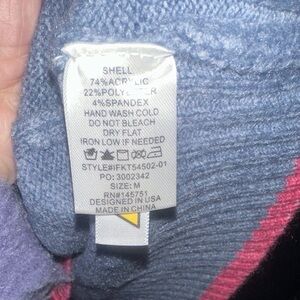 SHELL
74%ACRYLIC
22%POLYESTER
4%SPANDEX
HAND WASH COLD
DO NOT BLEACH
DRY FLAT
IRON LOW IF NEEDED
STYLE#IFKT54502-01
PO: 3002342
SIZE: M
RN#145751
DESIGNED IN USA
MADE IN CHINA